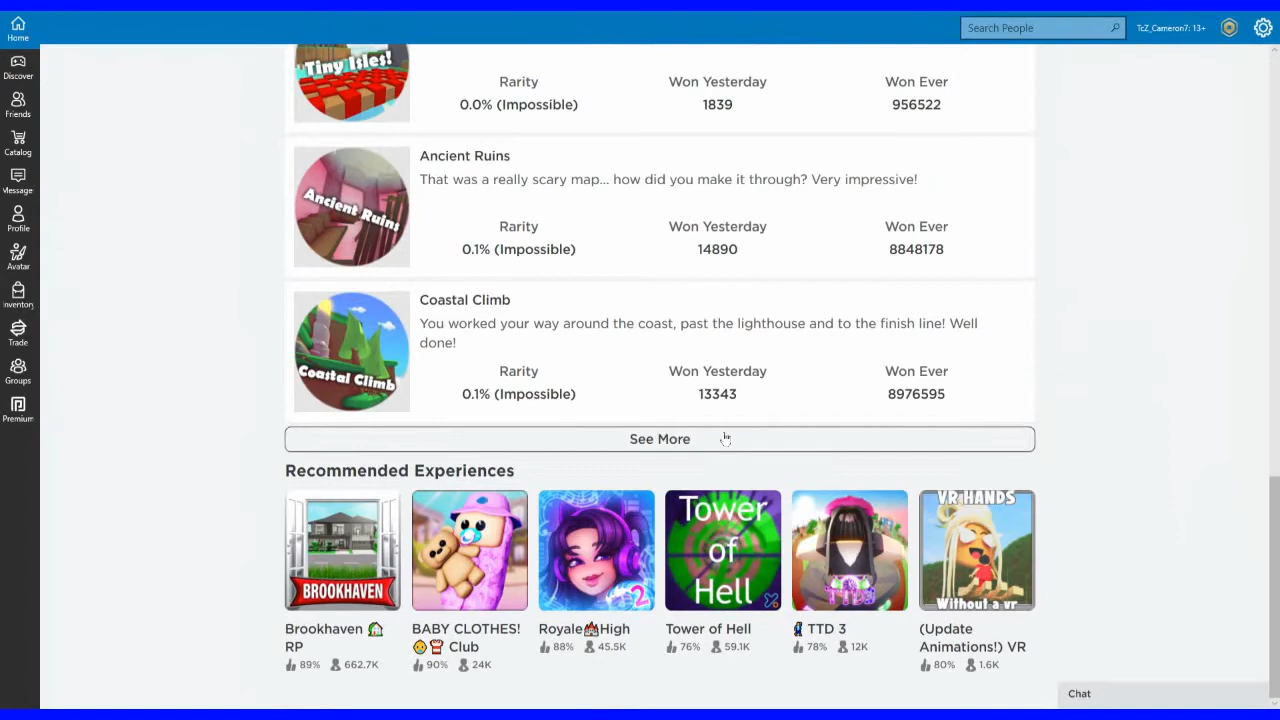 Home
Search People
TcZ_Cameron7: 13+
Discover
Friends
Catalog
Message
Profile
Avatar
Inventory
Trade
Groups
Premium
Tiny Isles!
Rarity
Won Yesterday
Won Ever
0.0% (Impossible)
1839
956522
Ancient Ruins
Ancient Ruins
That was a really scary map... how did you make it through? Very impressive!
Rarity
Won Yesterday
Won Ever
0.1% (Impossible)
14890
8848178
Coastal Climb
Coastal Climb
You worked your way around the coast, past the lighthouse and to the finish line! Well
done!
Rarity
Won Yesterday
Won Ever
0.1% (Impossible)
13343
8976595
See More
Recommended Experiences
BROOKHAVEN
2
Tower
of
Hell
TTD3
VR HANDS
Without a vr
Brookhaven 🏡
RP
89% 662.7K
BABY CLOTHES!
👶👚 Club
90% 24K
Royale🏰High
88% 45.5K
Tower of Hell
76% 59.1K
TTD 3
78% 12K
(Update
Animations!) VR
80% 1.6K
Chat